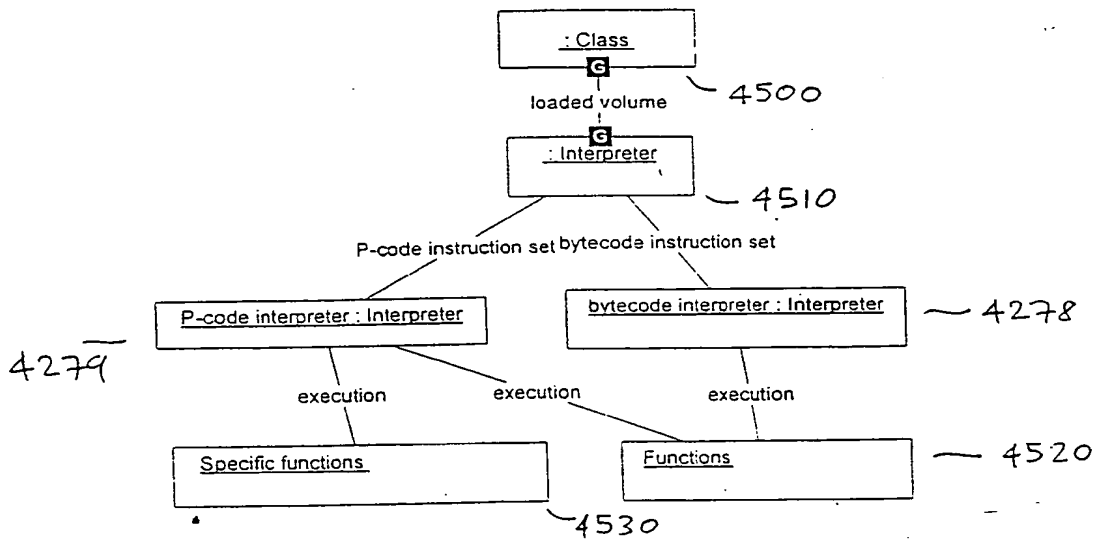 : Class
G
4500
loaded volume
G
: Interpreter
4510
P-code instruction set bytecode instruction set
P-code interpreter : Interpreter
bytecode interpreter : Interpreter
4278
4279
execution
execution
execution
Specific functions
Functions
4520
4530